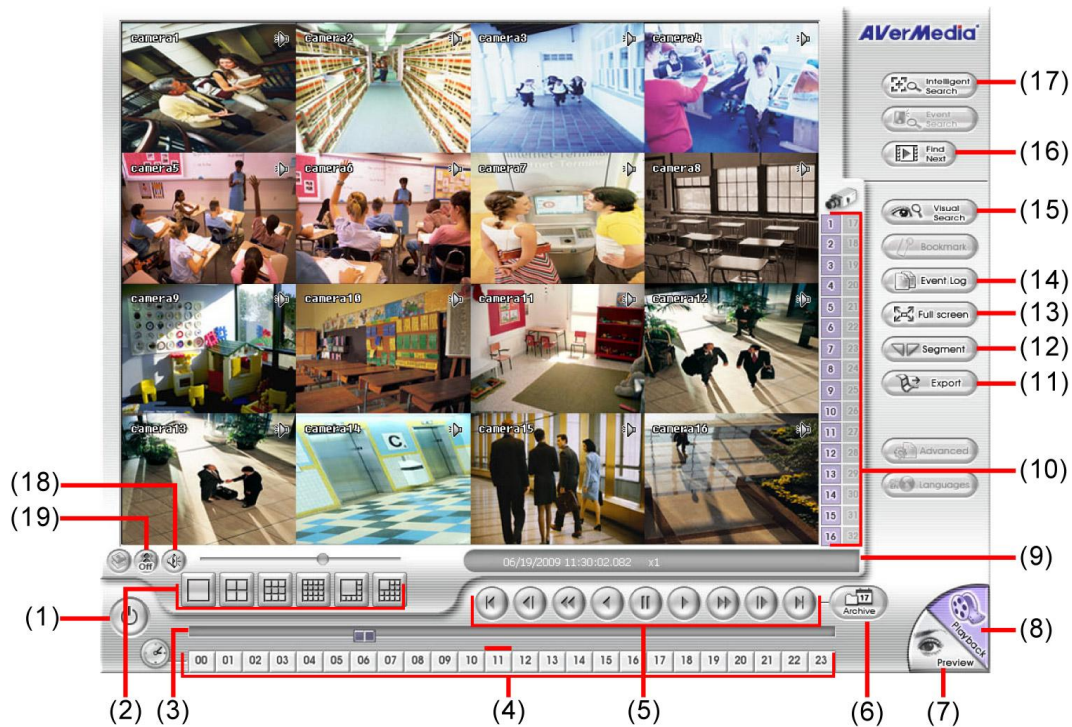 camera1
camera2
camera3
camera4
camera5
camera6
camera7
camera8
camera9
camera10
camera11
camera12
camera13
camera14
C.
camera15
camera16
AVerMedia
Intelligent Search
(17)
Event Search
Find Next
(16)
Visual Search
(15)
Bookmark
Event Log
(14)
Full screen
(13)
Segment
(12)
Export
(11)
Advanced
(10)
Languages
1 17
2 18
3 19
4 20
5 21
6 22
7 23
8 24
9 25
10 26
11 27
12 28
13 29
14 30
15 31
16 32
(18)
(19)
Off
06/19/2009 11:30:02.082 x1
(9)
(1)
17
Archive
Playback
(8)
Preview
00 01 02 03 04 05 06 07 08 09 10 11 12 13 14 15 16 17 18 19 20 21 22 23
(2) (3) (4) (5) (6) (7)